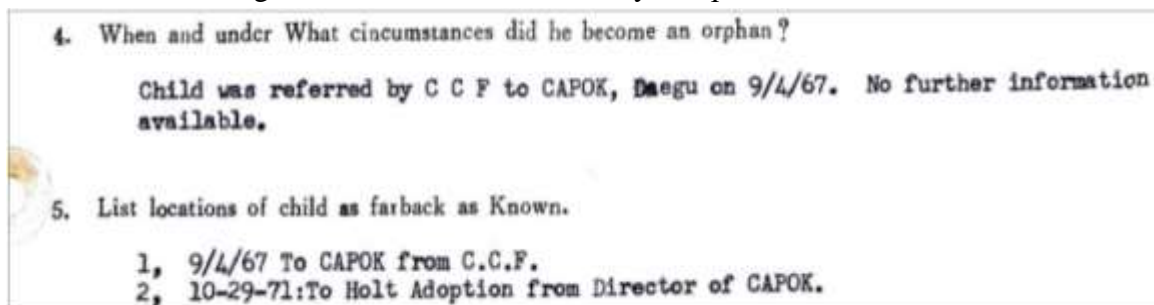 4. When and under What cincumstances did he become an orphan?
Child was referred by C C F to CAPOK, Daegu on 9/4/67. No further information
available.
5. List locations of child as farback as Known.
1, 9/4/67 To CAPOK from C.C.F.
2, 10-29-71:To Holt Adoption from Director of CAPOK.